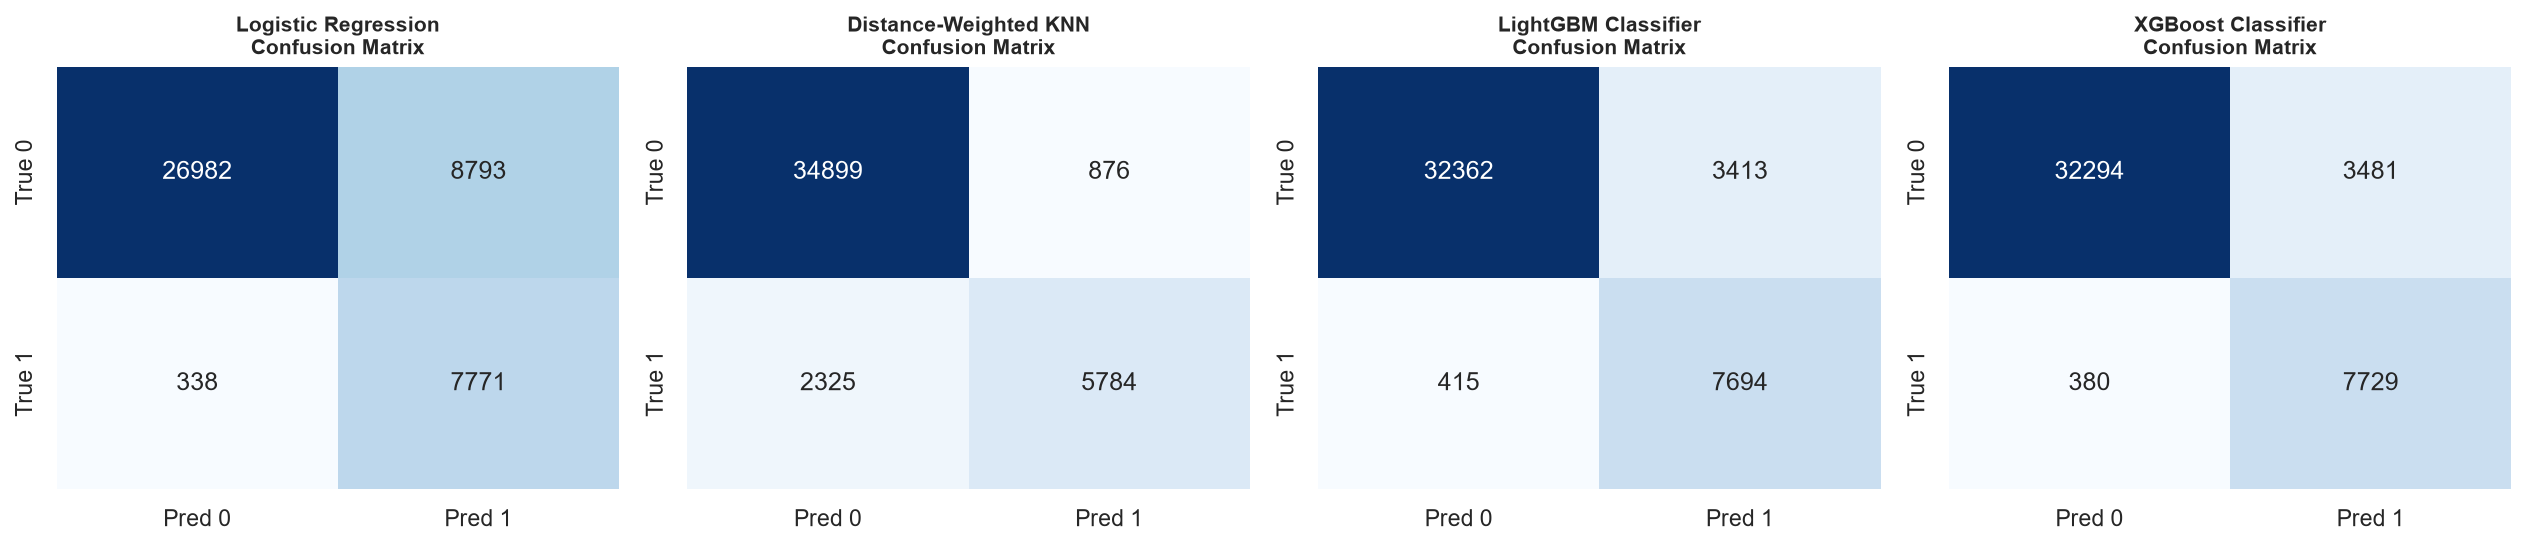 Logistic Regression
Confusion Matrix
True 0
26982 8793
True 1
338 7771
Pred 0 Pred 1
Distance-Weighted KNN
Confusion Matrix
True 0
34899 876
True 1
2325 5784
Pred 0 Pred 1
LightGBM Classifier
Confusion Matrix
True 0
32362 3413
True 1
415 7694
Pred 0 Pred 1
XGBoost Classifier
Confusion Matrix
True 0
32294 3481
True 1
380 7729
Pred 0 Pred 1